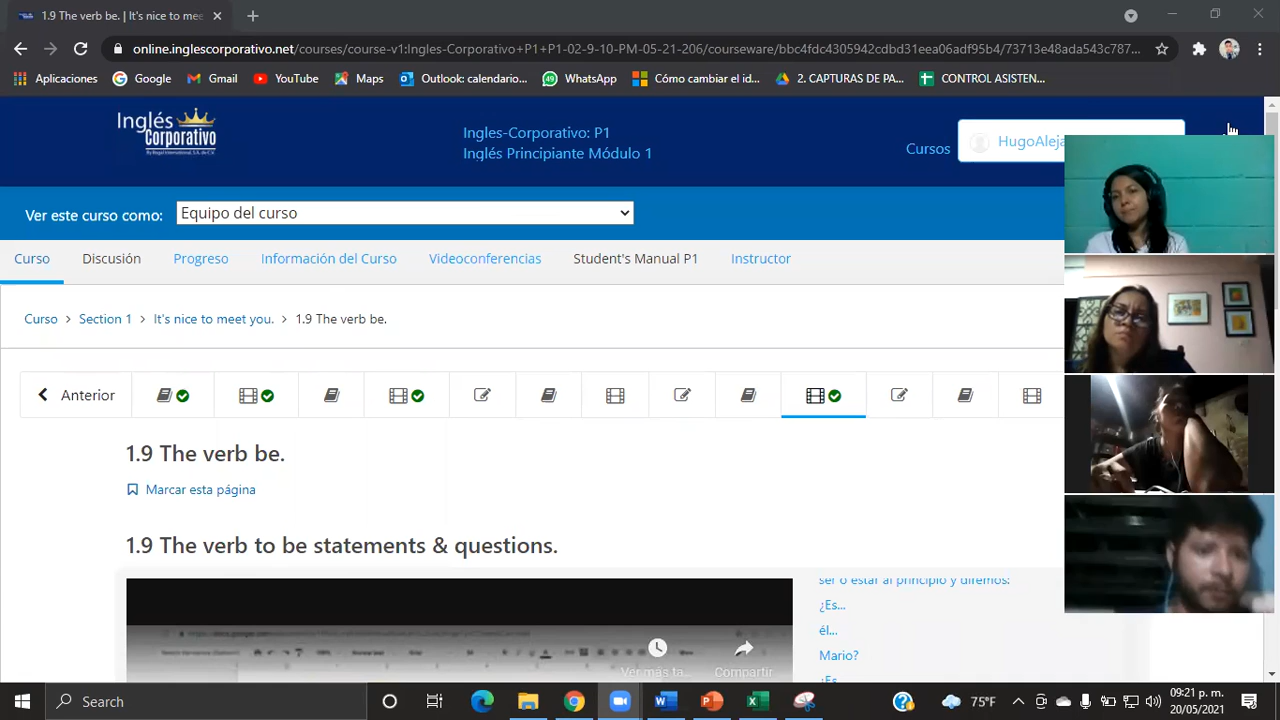 1.9 The verb be. | It's nice to mee
online.inglescorporativo.net/courses/course-v1:Ingles-Corporativo+P1+P1-02-9-10-PM-05-21-206/courseware/bbc4fdc4305942cdbd31eea06adf95b4/73713e48ada543c787...
Aplicaciones Google Gmail YouTube Maps Outlook: calendario... WhatsApp Cómo cambiar el id... 2. CAPTURAS DE PA... CONTROL ASISTEN...
Inglés
Corporativo
Ingles-Corporativo: P1
Inglés Principiante Módulo 1
Cursos
HugoAleja
Ver este curso como: Equipo del curso
Curso Discusión Progreso Información del Curso Videoconferencias Student's Manual P1 Instructor
Curso > Section 1 > It's nice to meet you. > 1.9 The verb be.
Anterior
1.9 The verb be.
Marcar esta página
1.9 The verb to be statements & questions.
ser o estar al principio y diremos:
¿Es...
él...
Mario?
¿Es
Ver más ta...
Compartir
Search
75°F
09:21 p. m.
20/05/2021